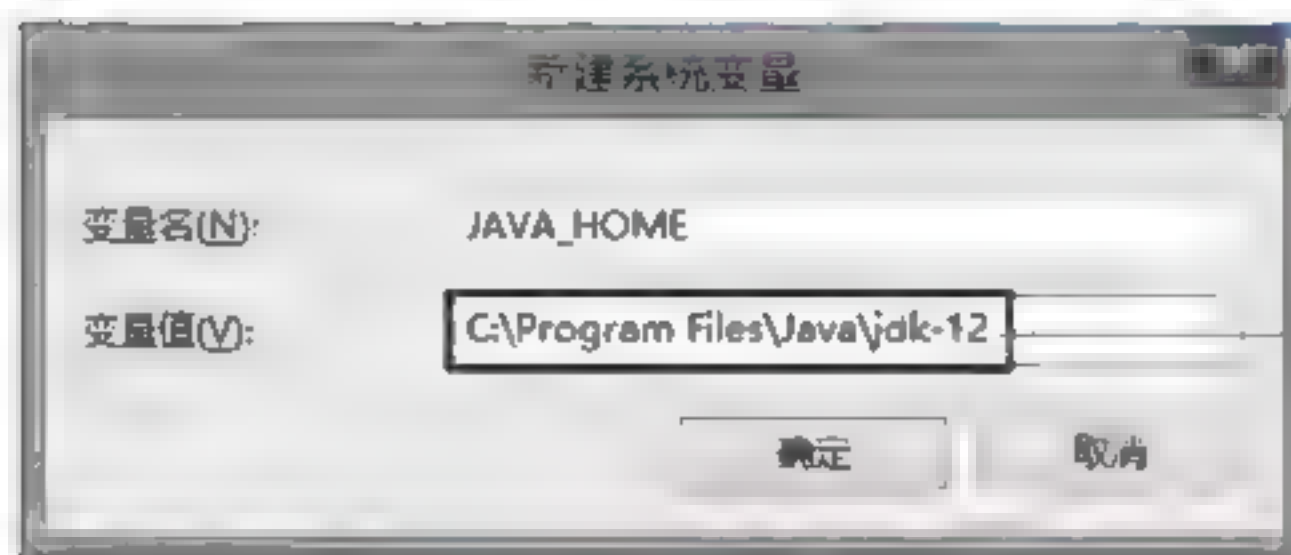 新建系统变量
变量名(N):
JAVA_HOME
变量值(V):
C:\Program Files\Java\jdk-12
确定
取消